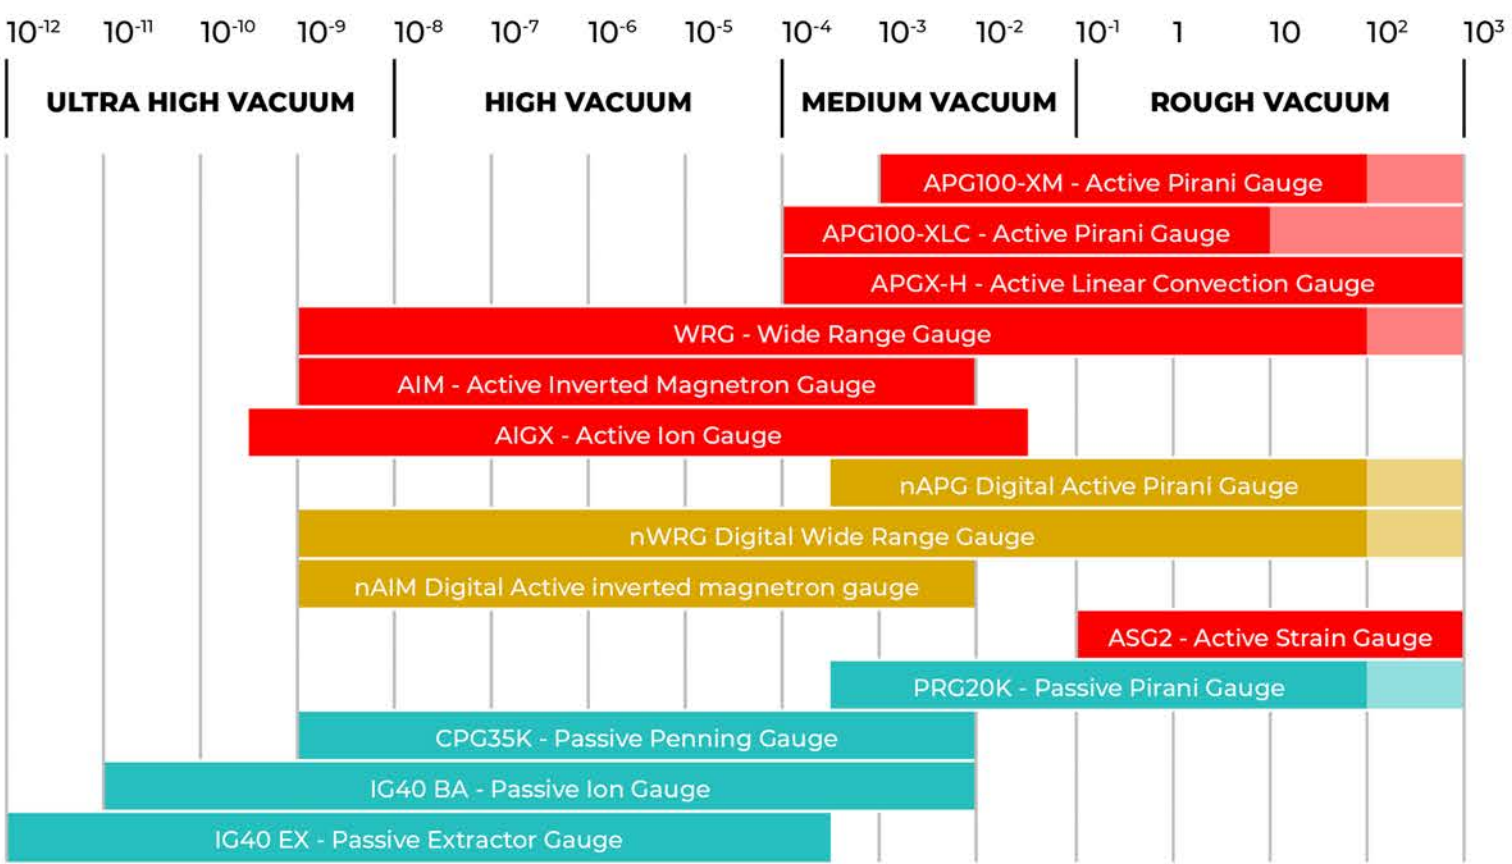 10⁻¹² 10⁻¹¹ 10⁻¹⁰ 10⁻⁹ 10⁻⁸ 10⁻⁷ 10⁻⁶ 10⁻⁵ 10⁻⁴ 10⁻³ 10⁻² 10⁻¹ 1 10 10² 10³
ULTRA HIGH VACUUM HIGH VACUUM MEDIUM VACUUM ROUGH VACUUM
APG100-XM - Active Pirani Gauge
APG100-XLC - Active Pirani Gauge
APGX-H - Active Linear Convection Gauge
WRG - Wide Range Gauge
AIM - Active Inverted Magnetron Gauge
AIGX - Active Ion Gauge
nAPG Digital Active Pirani Gauge
nWRG Digital Wide Range Gauge
nAIM Digital Active inverted magnetron gauge
ASG2 - Active Strain Gauge
PRG20K - Passive Pirani Gauge
CPG35K - Passive Penning Gauge
IG40 BA - Passive Ion Gauge
IG40 EX - Passive Extractor Gauge